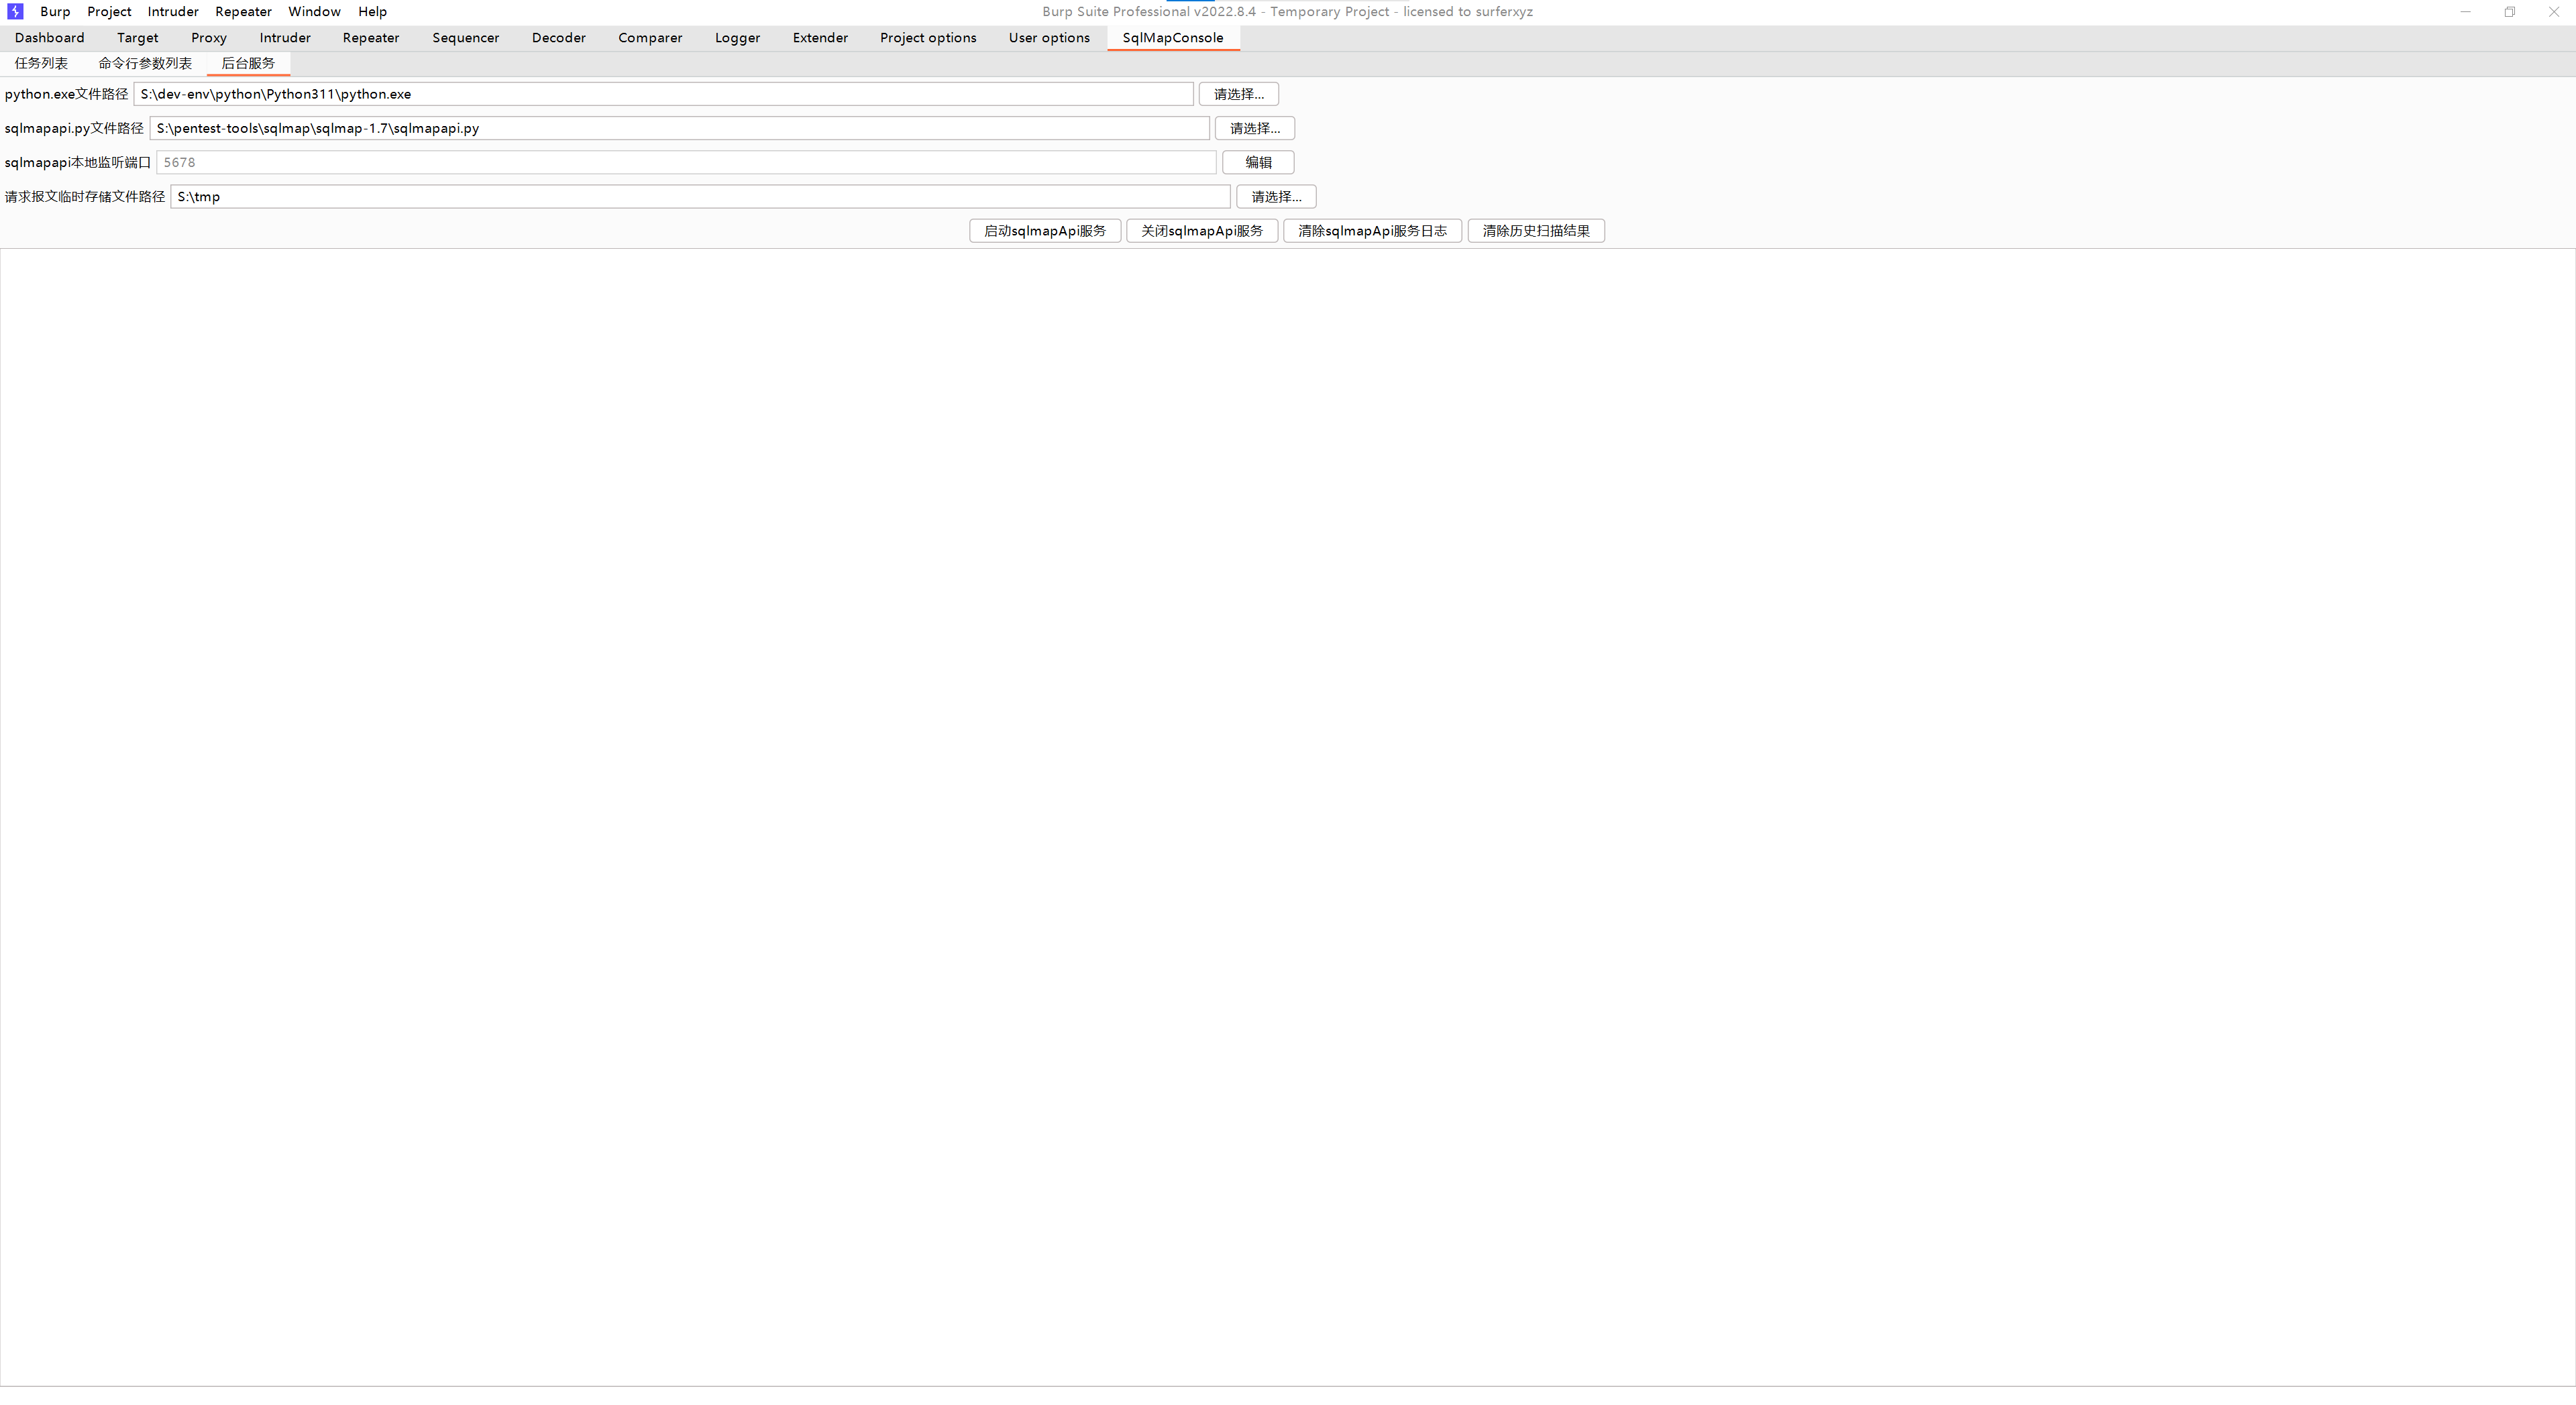 Burp Project Intruder Repeater Window Help Burp Suite Professional v2022.8.4 - Temporary Project - licensed to surferxyz
Dashboard Target Proxy Intruder Repeater Sequencer Decoder Comparer Logger Extender Project options User options SqlMapConsole
任务列表 命令行参数列表 后台服务
python.exe文件路径 S:\dev-env\python\Python311\python.exe 请选择...
sqlmapapi.py文件路径 S:\pentest-tools\sqlmap\sqlmap-1.7\sqlmapapi.py 请选择...
sqlmapapi本地监听端口 5678 编辑
请求报文临时存储文件路径 S:\tmp 请选择...
启动sqlmapApi服务 关闭sqlmapApi服务 清除sqlmapApi服务日志 清除历史扫描结果